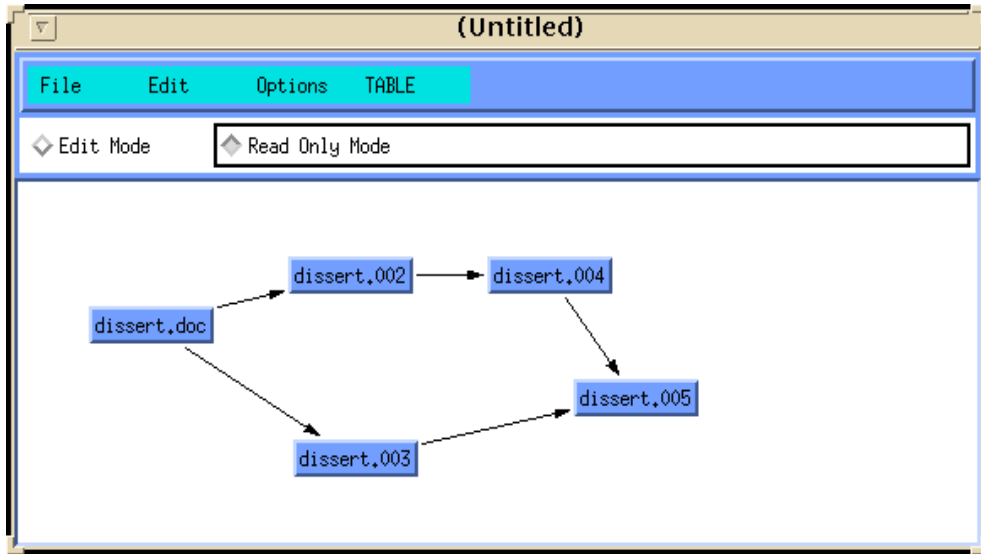 (Untitled)
File Edit Options TABLE
Edit Mode Read Only Mode
dissert.002 dissert.004
dissert.doc
dissert.005
dissert.003